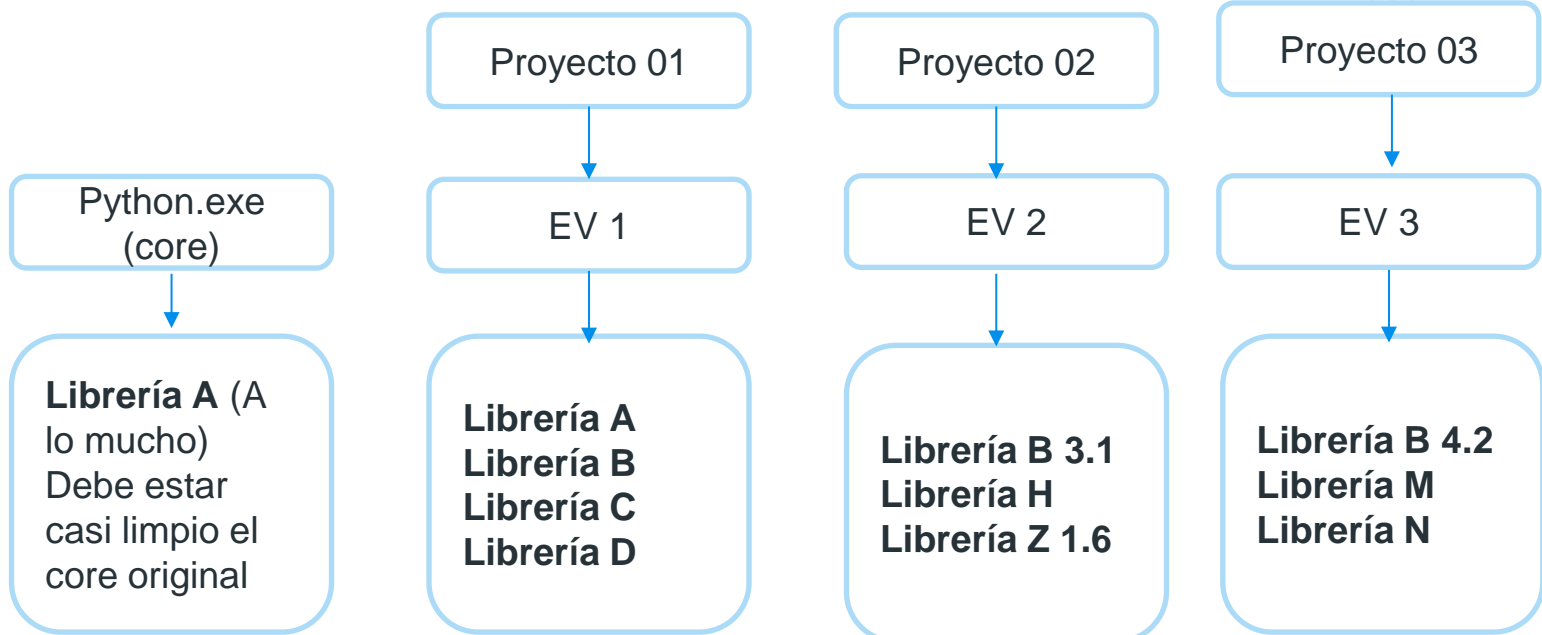 Proyecto 01
Proyecto 02
Proyecto 03
Python.exe
(core)
EV 1
EV 2
EV 3
Librería A (A
lo mucho)
Debe estar
casi limpio el
core original
Librería A
Librería B
Librería C
Librería D
Librería B 3.1
Librería H
Librería Z 1.6
Librería B 4.2
Librería M
Librería N